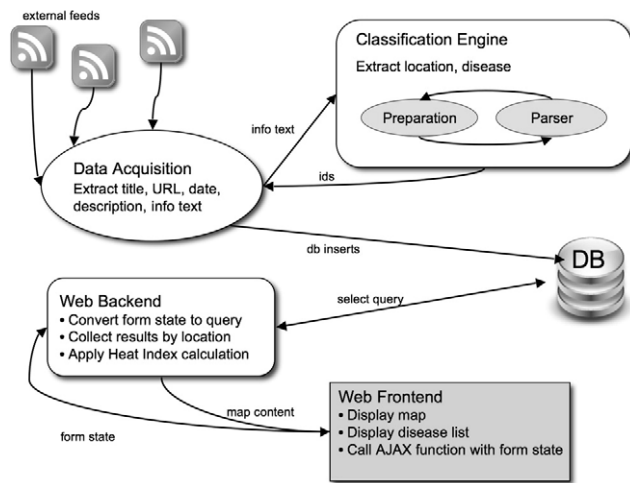 external feeds
Classification Engine
Extract location, disease
Preparation
Parser
info text
Data Acquisition
Extract title, URL, date,
description, info text
ids
db inserts
DB
Web Backend
• Convert form state to query
• Collect results by location
• Apply Heat Index calculation
select query
map content
form state
Web Frontend
• Display map
• Display disease list
• Call AJAX function with form state